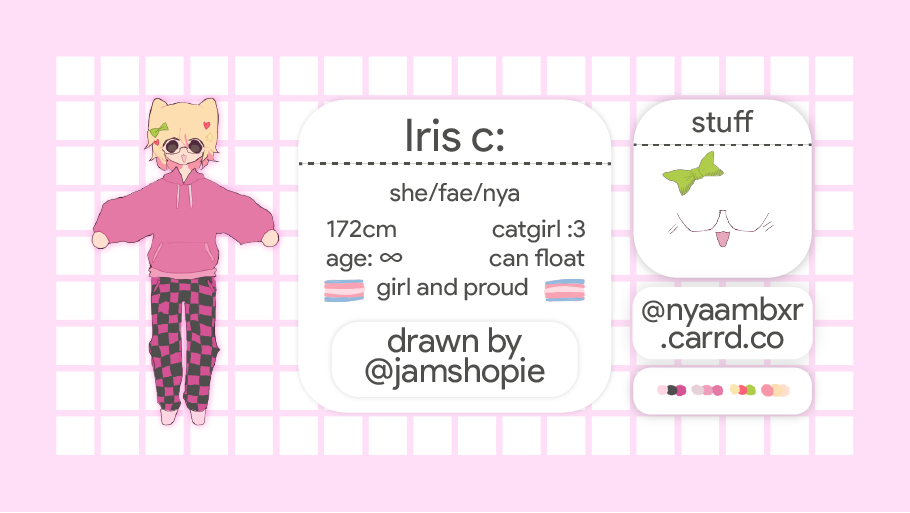 Iris c:
she/fae/nya
172cm
catgirl :3
age: ∞
can float
girl and proud
drawn by
@jamshopie
stuff
@nyaambxr
.carrd.co